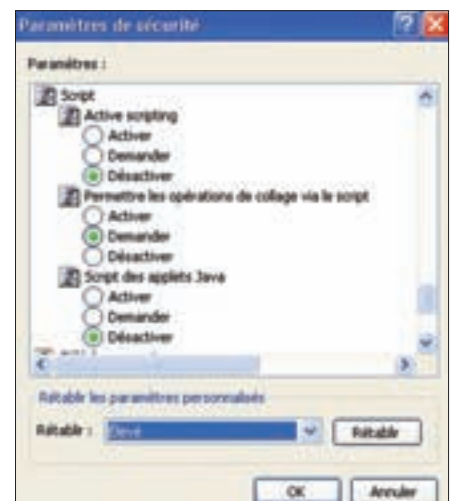 Paramètres de sécurité
Paramètres :
Script
Active scripting
Activer
Demander
Désactiver
Permettre les opérations de collage via le script
Activer
Demander
Désactiver
Script des applets Java
Activer
Demander
Désactiver
Rétablir les paramètres personnalisés
Rétablir : Élevé Rétablir
OK Annuler